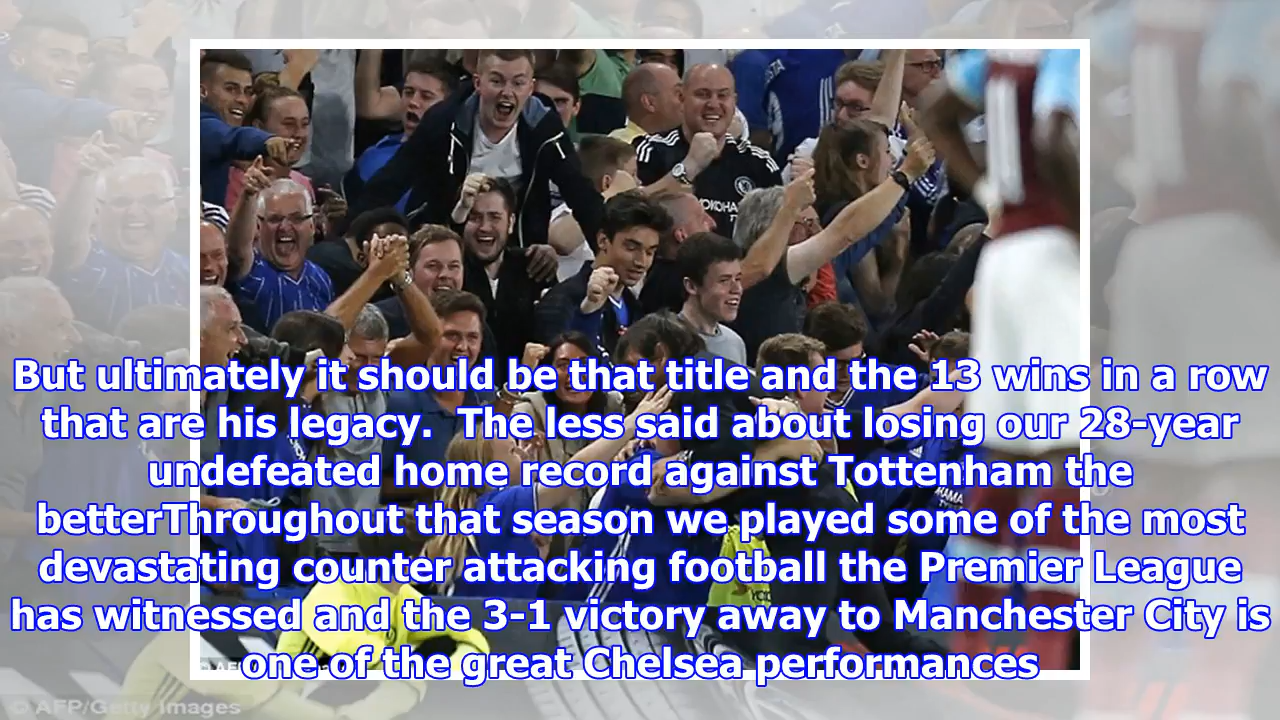 But ultimately it should be that title and the 13 wins in a row
that are his legacy.  The less said about losing our 28-year
undefeated home record against Tottenham the
betterThroughout that season we played some of the most
devastating counter attacking football the Premier League
has witnessed and the 3-1 victory away to Manchester City is
one of the great Chelsea performances
© AFP/Getty Images